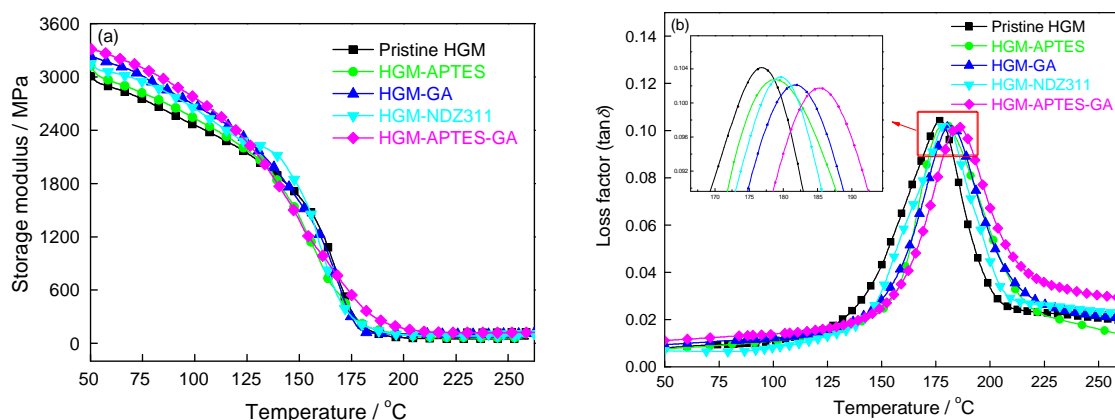 (a)
Pristine HGM
HGM-APTES
HGM-GA
HGM-NDZ311
HGM-APTES-GA
3600
3000
2400
1800
1200
600
0
Storage modulus / MPa
50 75 100 125 150 175 200 225 250
Temperature / °C
(b)
Pristine HGM
HGM-APTES
HGM-GA
HGM-NDZ311
HGM-APTES-GA
0.14
0.12
0.10
0.08
0.06
0.04
0.02
0.00
Loss factor (tanδ)
0.104
0.100
0.096
0.092
170 175 180 185 190
50 75 100 125 150 175 200 225 250
Temperature / °C